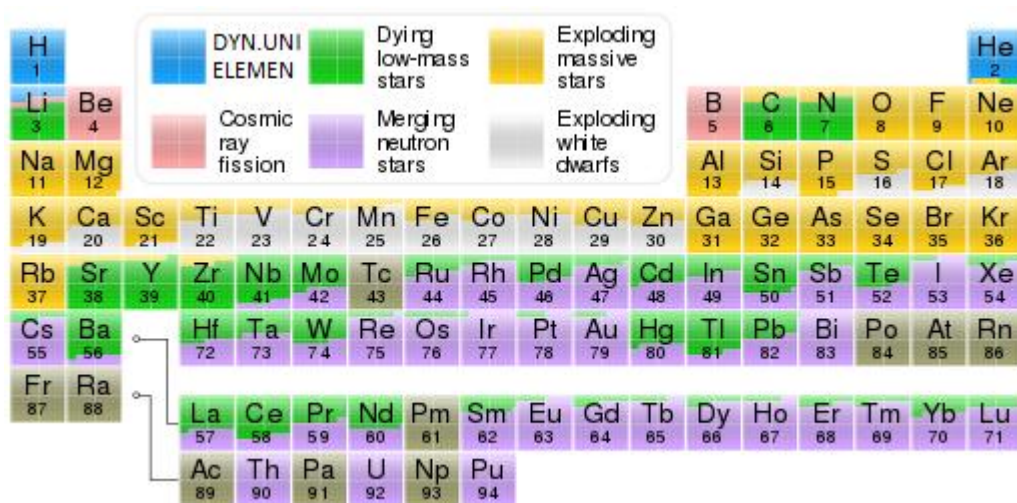 H DYN.UNI Dying Exploding He
1 ELEMEN low-mass massive 2
stars stars
Li Be Cosmic Merging Exploding B C N O F Ne
3 4 ray neutron white 5 6 7 8 9 10
fission stars dwarfs
Na Mg Al Si P S Cl Ar
11 12 13 14 15 16 17 18
K Ca Sc Ti V Cr Mn Fe Co Ni Cu Zn Ga Ge As Se Br Kr
19 20 21 22 23 24 25 26 27 28 29 30 31 32 33 34 35 36
Rb Sr Y Zr Nb Mo Tc Ru Rh Pd Ag Cd In Sn Sb Te I Xe
37 38 39 40 41 42 43 44 45 46 47 48 49 50 51 52 53 54
Cs Ba Hf Ta W Re Os Ir Pt Au Hg Tl Pb Bi Po At Rn
55 56 72 73 74 75 76 77 78 79 80 81 82 83 84 85 86
Fr Ra
87 88
La Ce Pr Nd Pm Sm Eu Gd Tb Dy Ho Er Tm Yb Lu
57 58 59 60 61 62 63 64 65 66 67 68 69 70 71
Ac Th Pa U Np Pu
89 90 91 92 93 94